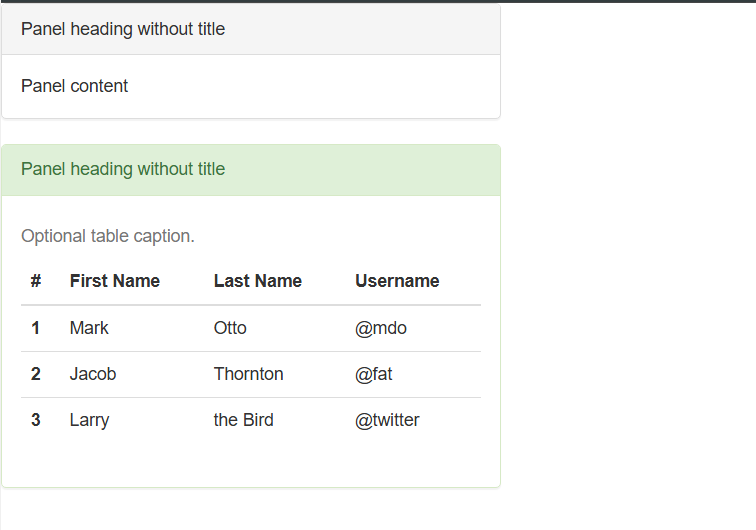 Panel heading without title
Panel content
Panel heading without title
Optional table caption.
# First Name Last Name Username
1 Mark Otto @mdo
2 Jacob Thornton @fat
3 Larry the Bird @twitter